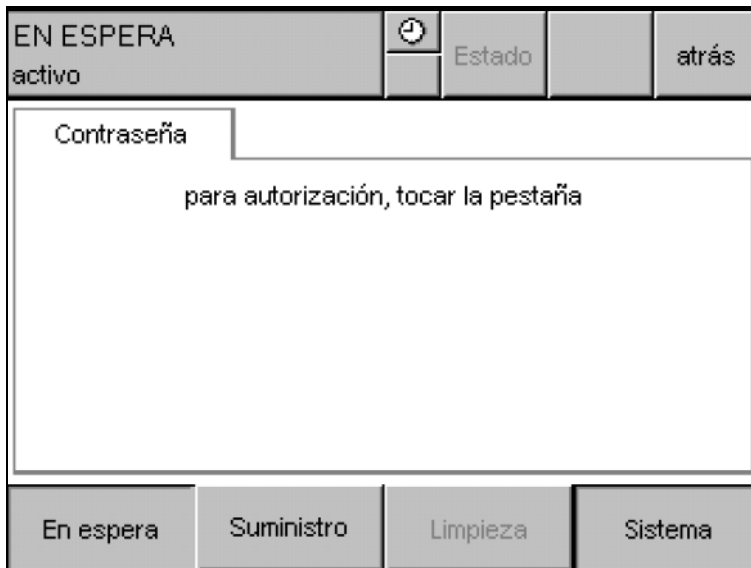 EN ESPERA
activo
Estado
atrás
Contraseña
para autorización, tocar la pestaña
En espera
Suministro
Limpieza
Sistema